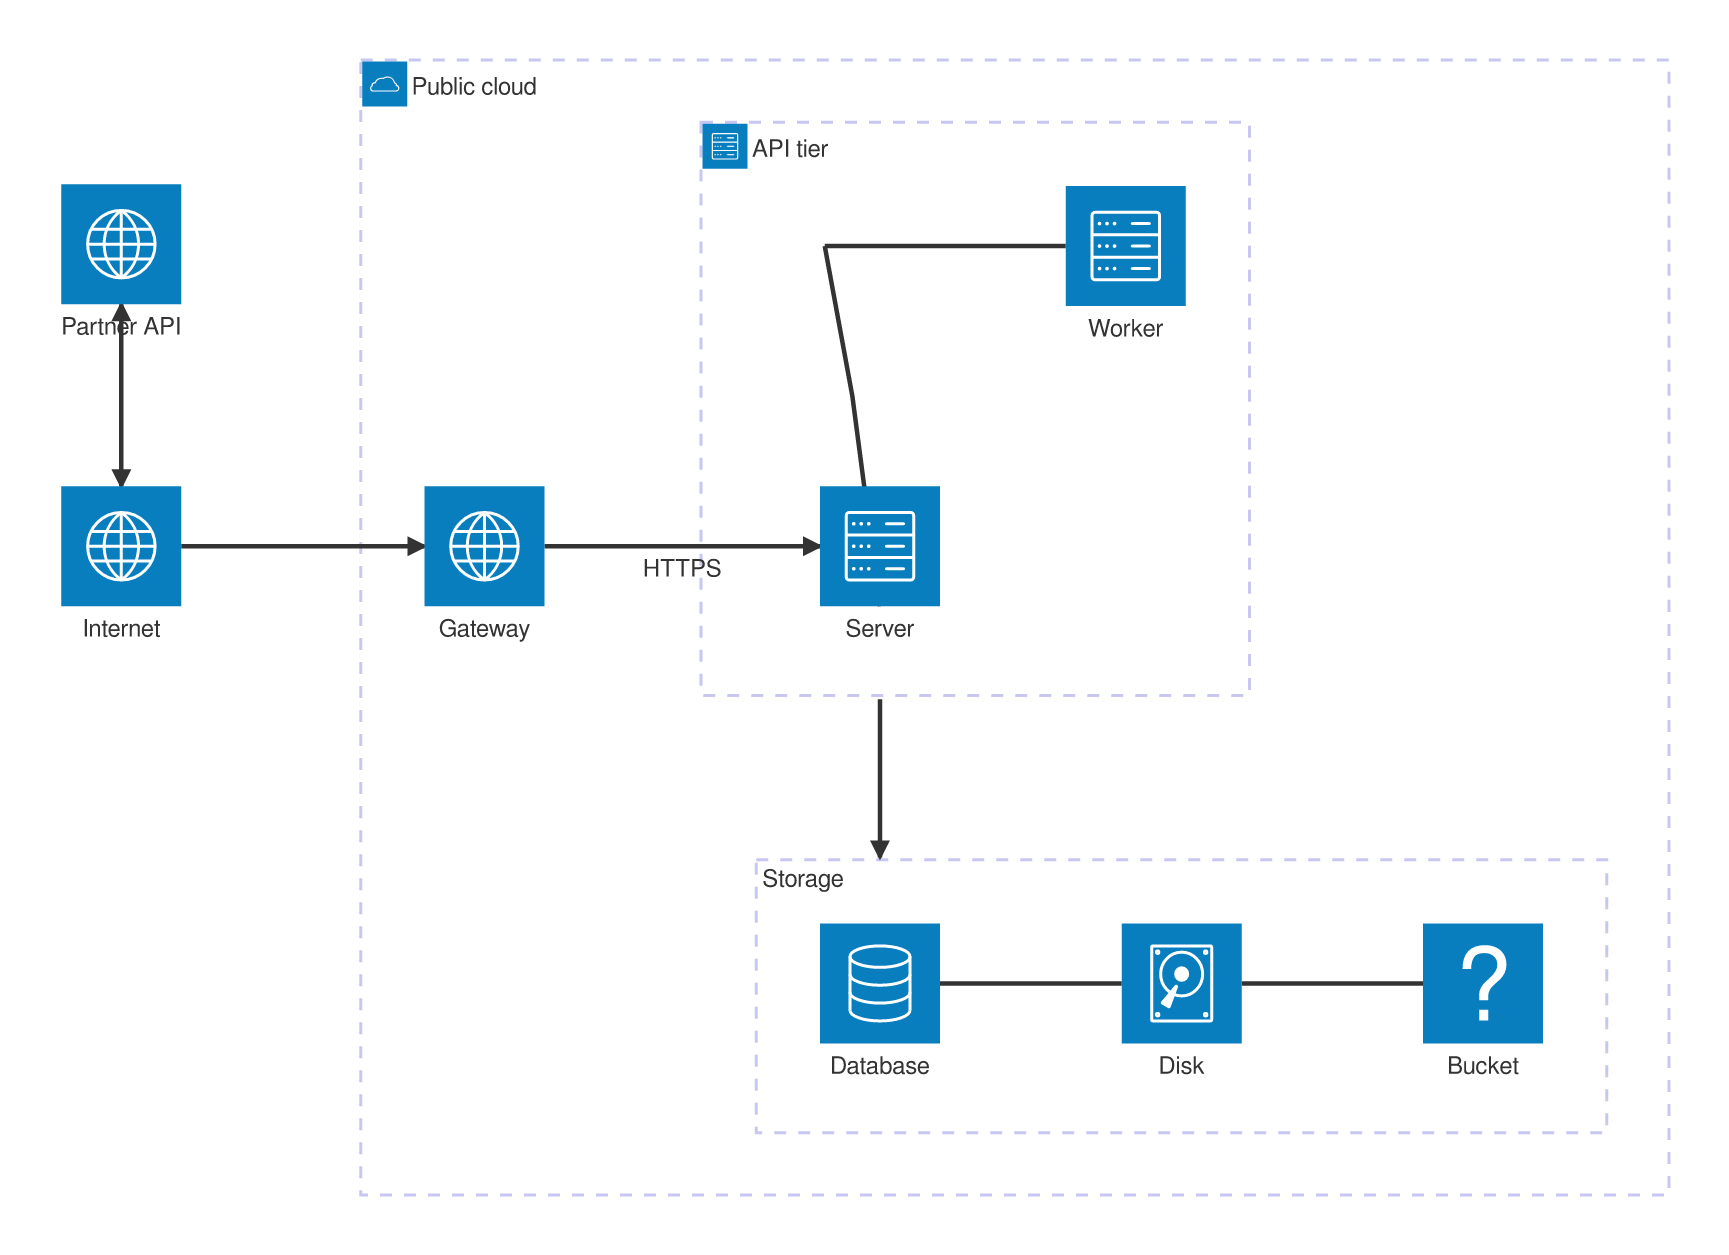 Public cloud
API tier
Partner API
Worker
HTTPS
Internet
Gateway
Server
Storage
?
Database
Disk
Bucket